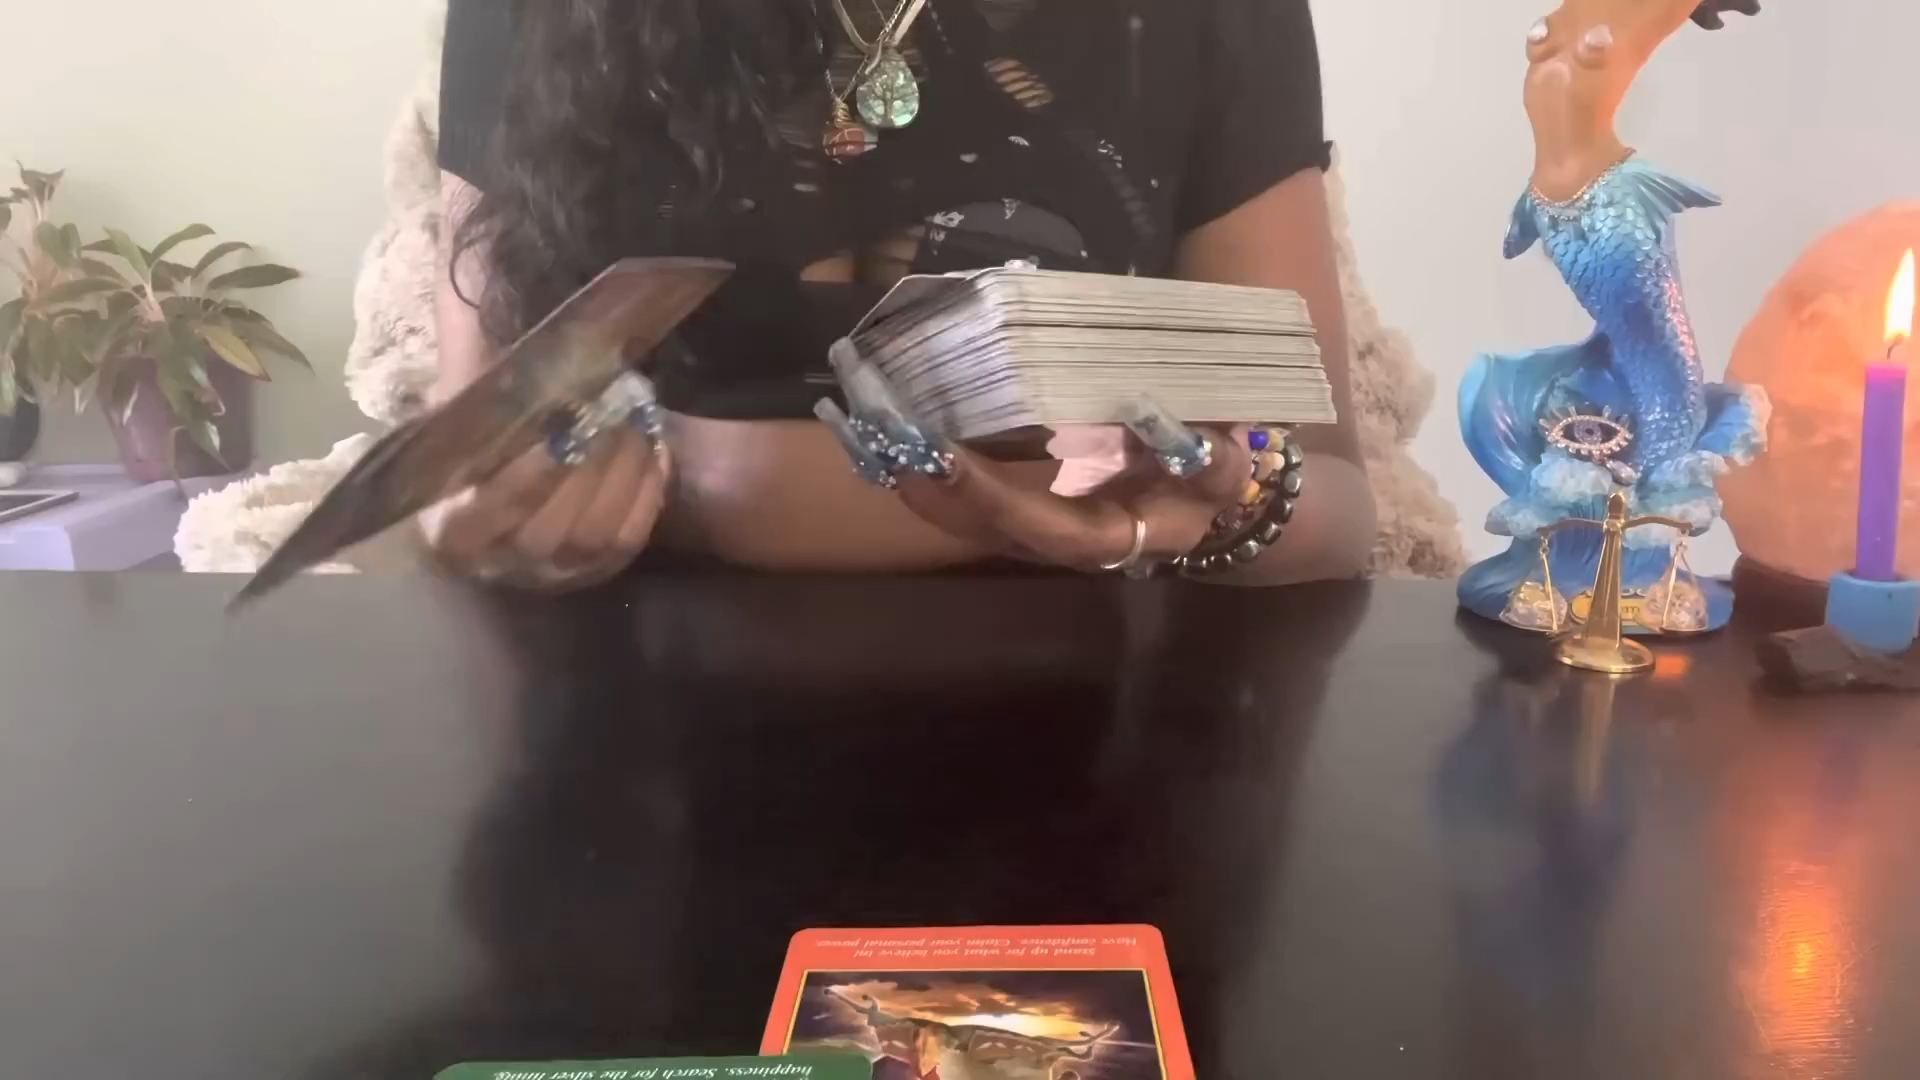 Stand up for what you believe in!
Have confidence. Claim your personal power.
happiness. Search for the silver lining.